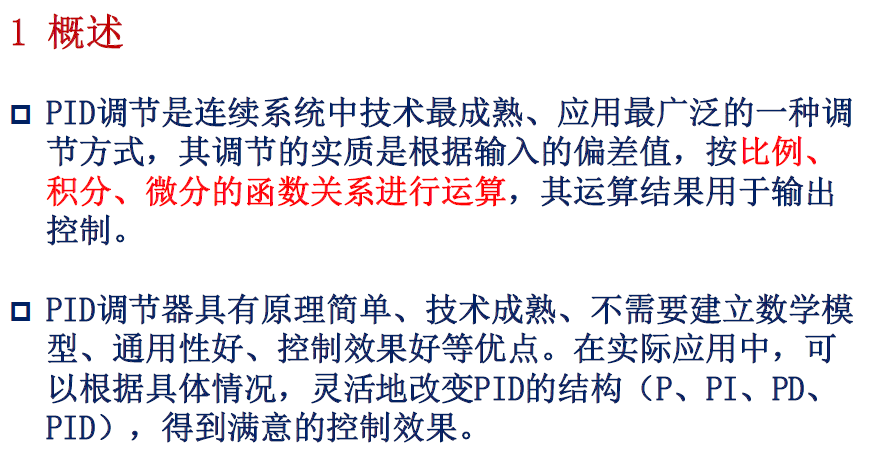 1 概述
PID调节是连续系统中技术最成熟、应用最广泛的一种调
节方式，其调节的实质是根据输入的偏差值，按比例、
积分、微分的函数关系进行运算，其运算结果用于输出
控制。
PID调节器具有原理简单、技术成熟、不需要建立数学模
型、通用性好、控制效果好等优点。在实际应用中，可
以根据具体情况，灵活地改变PID的结构（P、PI、PD、
PID），得到满意的控制效果。